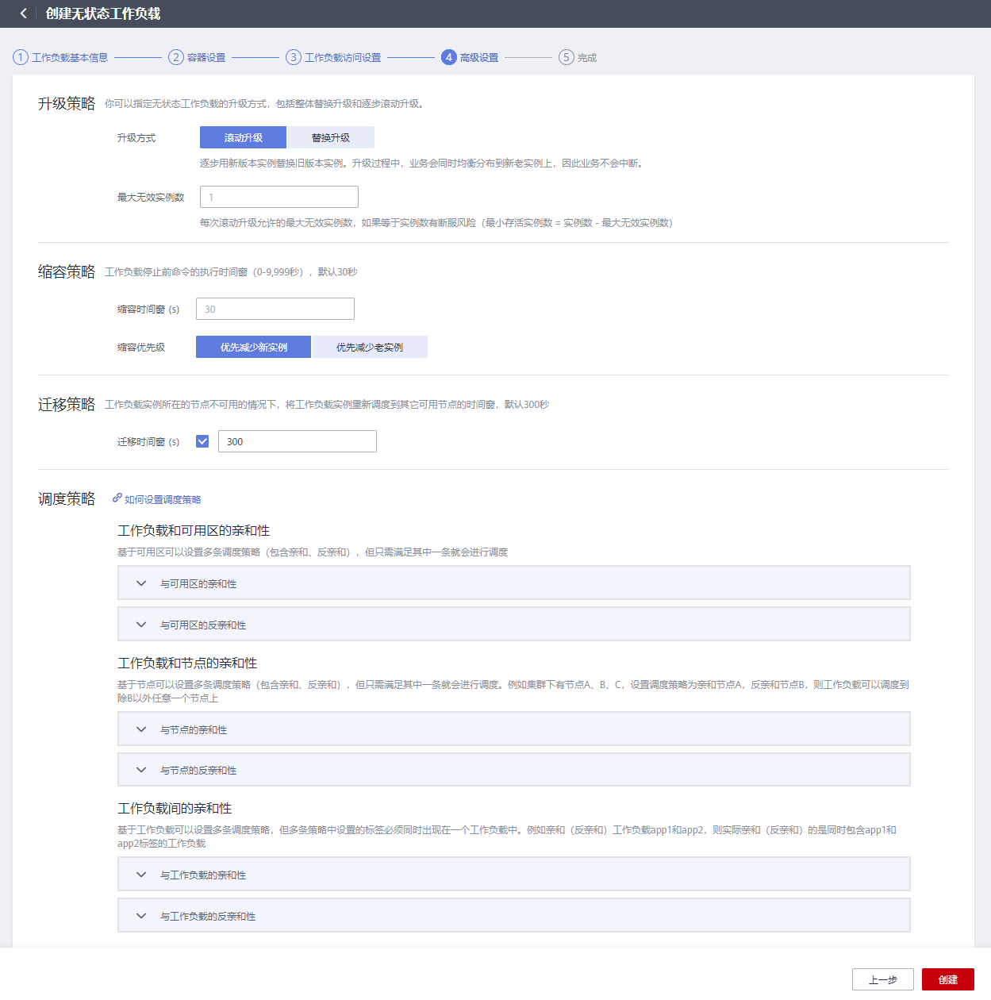 创建无状态工作负载
1 工作负载基本信息 2 容器设置 3 工作负载访问设置 4 高级设置 5 完成
升级策略 你可以指定无状态工作负载的升级方式，包括整体替换升级和逐步滚动升级。
升级方式 滚动升级 替换升级
逐步用新版本实例替换旧版本实例。升级过程中，业务会同时均衡分布到新老实例上，因此业务不会中断。
最大无效实例数 1
每次滚动升级允许的最大无效实例数，如果等于实例数有断服风险（最小存活实例数 = 实例数 - 最大无效实例数）
缩容策略 工作负载停止前命令的执行时间窗（0-9,999秒），默认30秒
缩容时间窗 (s) 30
缩容优先级 优先减少新实例 优先减少老实例
迁移策略 工作负载实例所在的节点不可用的情况下，将工作负载实例重新调度到其它可用节点的时间窗，默认300秒
迁移时间窗 (s) 300
调度策略 如何设置调度策略
工作负载和可用区的亲和性
基于可用区可以设置多条调度策略（包含亲和、反亲和），但只需满足其中一条就会进行调度
与可用区的亲和性
与可用区的反亲和性
工作负载和节点的亲和性
基于节点可以设置多条调度策略（包含亲和、反亲和），但只需满足其中一条就会进行调度。例如集群下有节点A、B、C，设置调度策略为亲和节点A，反亲和节点B，则工作负载可以调度到
除B以外任意一个节点上
与节点的亲和性
与节点的反亲和性
工作负载间的亲和性
基于工作负载可以设置多条调度策略，但多条策略中设置的标签必须同时出现在一个工作负载中。例如亲和（反亲和）工作负载app1和app2，则实际亲和（反亲和）的是同时包含app1和
app2标签的工作负载
与工作负载的亲和性
与工作负载的反亲和性
上一步 创建